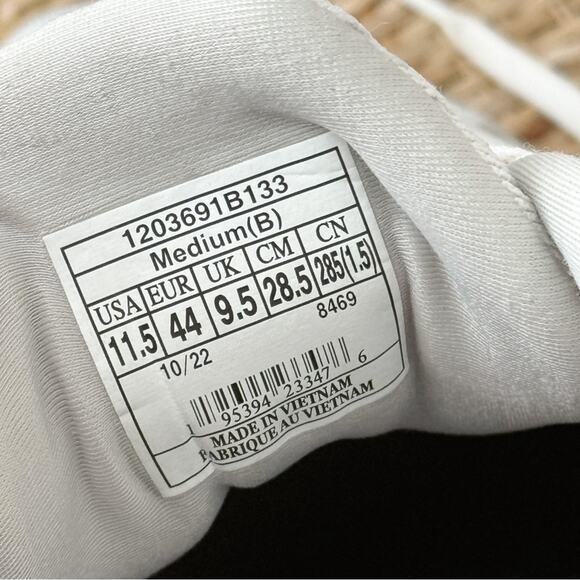 1203691B133
Medium(B)
USA EUR UK CM CN
11.5 44 9.5 28.5 285(1.5)
10/22 8469
1 95394 23347 6
MADE IN VIETNAM
FABRIQUE AU VIETNAM